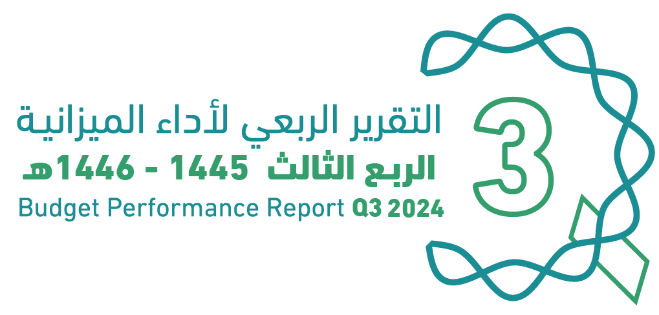 التقرير الربعي لأداء الميزانية
الربع الثالث 1445 - 1446هـ
Budget Performance Report Q3 2024
3